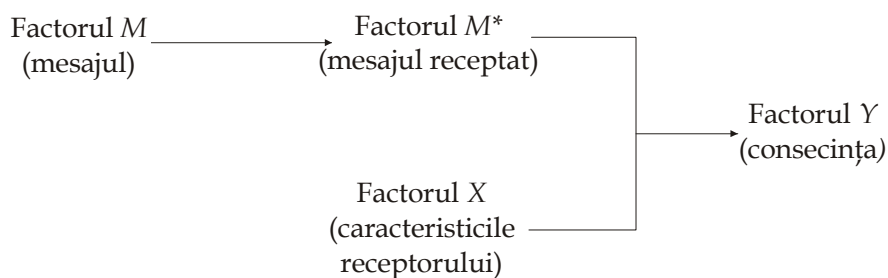 Factorul M
(mesajul)
Factorul M*
(mesajul receptat)
Factorul Y
(consecința)
Factorul X
(caracteristicile
receptorului)